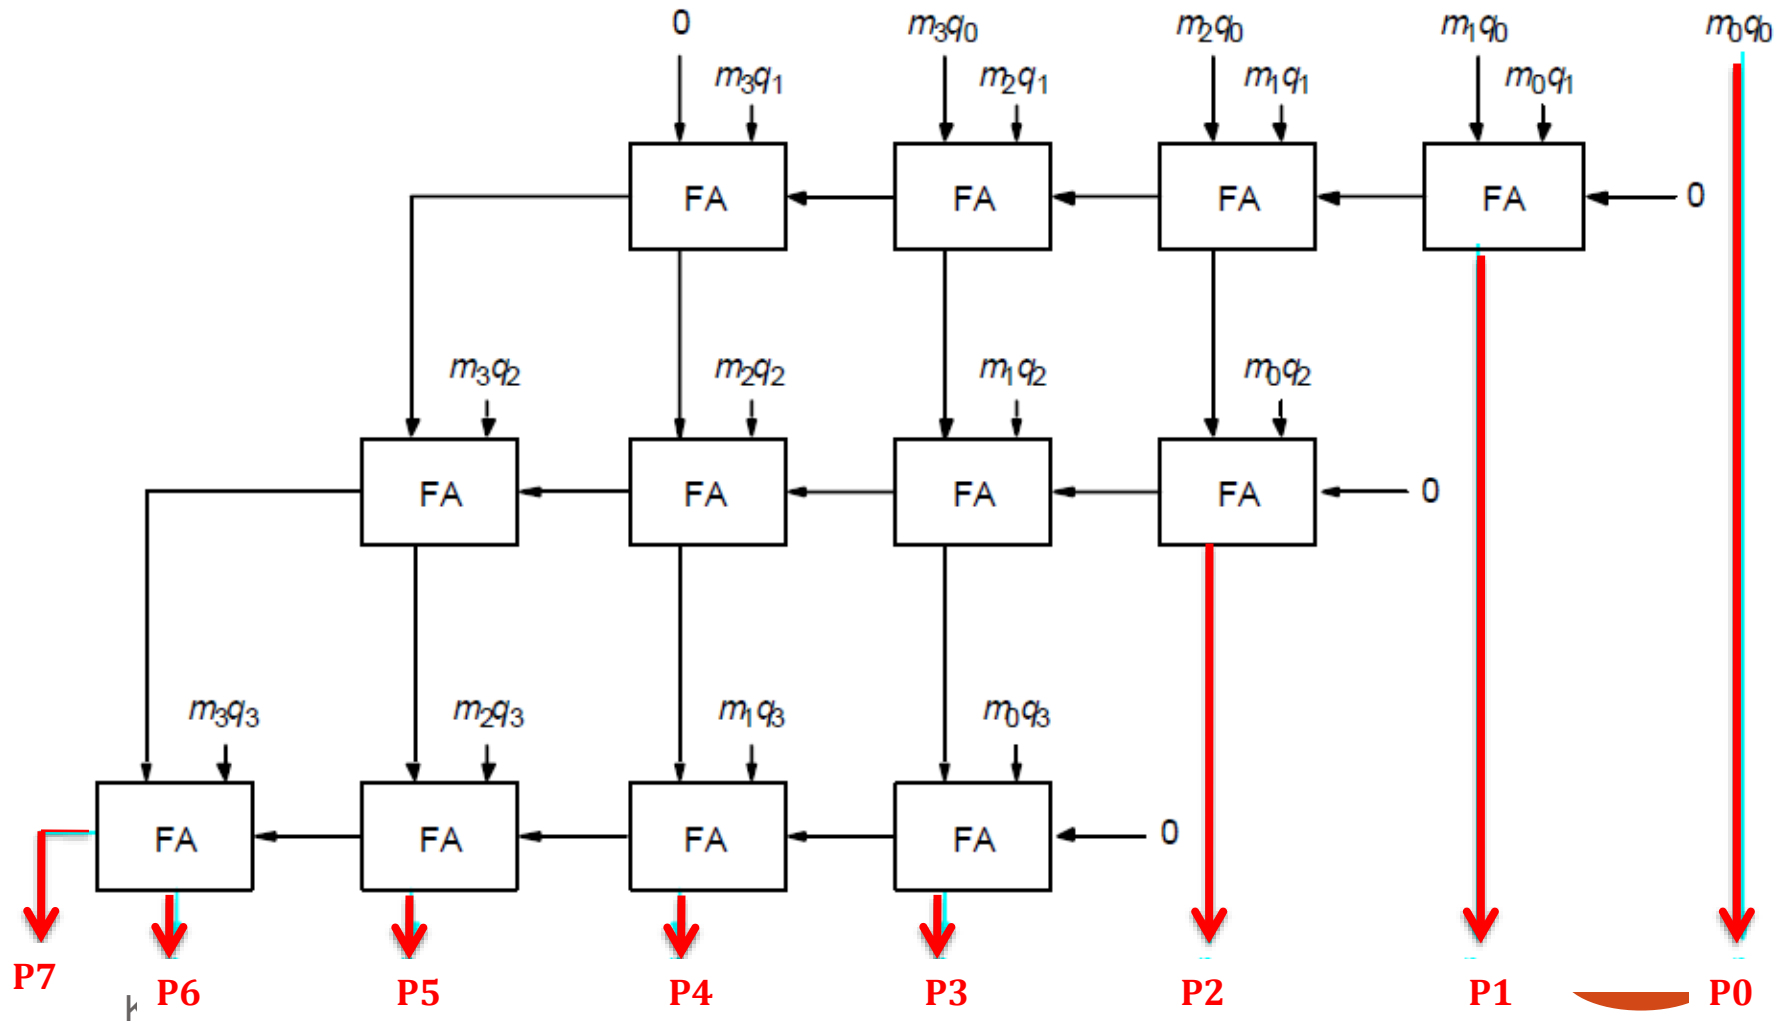 0 m₃q₀ m₂q₀ m₁q₀ m₀q₀
m₃q₁ m₂q₁ m₁q₁ m₀q₁
FA FA FA FA 0
m₃q₂ m₂q₂ m₁q₂ m₀q₂
FA FA FA FA 0
m₃q₃ m₂q₃ m₁q₃ m₀q₃
FA FA FA FA 0
P7 P6 P5 P4 P3 P2 P1 P0